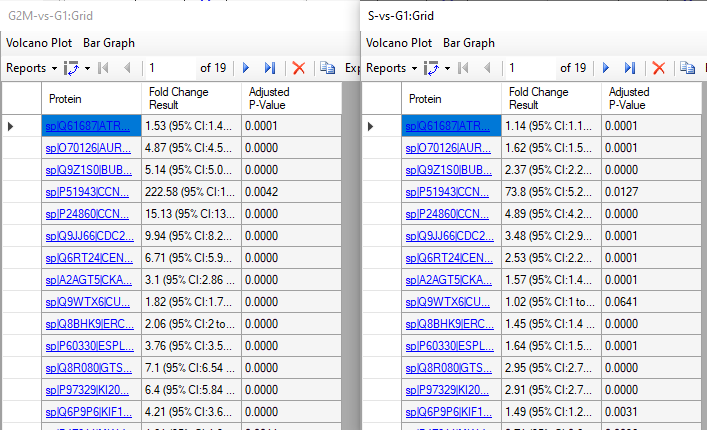 G2M-vs-G1:Grid
Volcano Plot Bar Graph
Reports 1 of 19
Protein Fold Change Result Adjusted P-Value
sp|Q61687|ATR... 1.53 (95% CI:1.4... 0.0001
sp|O70126|AUR... 4.87 (95% CI:4.5... 0.0000
sp|Q9Z1S0|BUB... 5.14 (95% CI:5.0... 0.0000
sp|P51943|CCN... 222.58 (95% CI:1... 0.0042
sp|P24860|CCN... 15.13 (95% CI:13... 0.0000
sp|Q9JJ66|CDC2... 9.94 (95% CI:8.2... 0.0000
sp|Q6RT24|CEN... 6.71 (95% CI:5.9... 0.0000
sp|A2AGT5|CKA... 3.1 (95% CI:2.86 ... 0.0000
sp|Q9WTX6|CU... 1.82 (95% CI:1.7... 0.0000
sp|Q8BHK9|ERC... 2.06 (95% CI:2 to... 0.0000
sp|P60330|ESPL... 3.76 (95% CI:3.5... 0.0000
sp|Q8R080|GTS... 7.1 (95% CI:6.54 ... 0.0000
sp|P97329|KI20... 6.4 (95% CI:5.84 ... 0.0000
sp|Q6P9P6|KIF1... 4.21 (95% CI:3.6... 0.0000
S-vs-G1:Grid
Volcano Plot Bar Graph
Reports 1 of 19 Exp
Protein Fold Change Result Adjusted P-Value
sp|Q61687|ATR... 1.14 (95% CI:1.1... 0.0001
sp|O70126|AUR... 1.62 (95% CI:1.5... 0.0001
sp|Q9Z1S0|BUB... 2.37 (95% CI:2.2... 0.0000
sp|P51943|CCN... 73.8 (95% CI:5.2... 0.0127
sp|P24860|CCN... 4.89 (95% CI:4.2... 0.0000
sp|Q9JJ66|CDC2... 3.48 (95% CI:2.9... 0.0001
sp|Q6RT24|CEN... 2.53 (95% CI:2.2... 0.0001
sp|A2AGT5|CKA... 1.57 (95% CI:1.4... 0.0001
sp|Q9WTX6|CU... 1.02 (95% CI:1 to... 0.0641
sp|Q8BHK9|ERC... 1.45 (95% CI:1.4 ... 0.0000
sp|P60330|ESPL... 1.64 (95% CI:1.5... 0.0001
sp|Q8R080|GTS... 2.95 (95% CI:2.7... 0.0000
sp|P97329|KI20... 2.91 (95% CI:2.7... 0.0000
sp|Q6P9P6|KIF1... 1.49 (95% CI:1.2... 0.0031